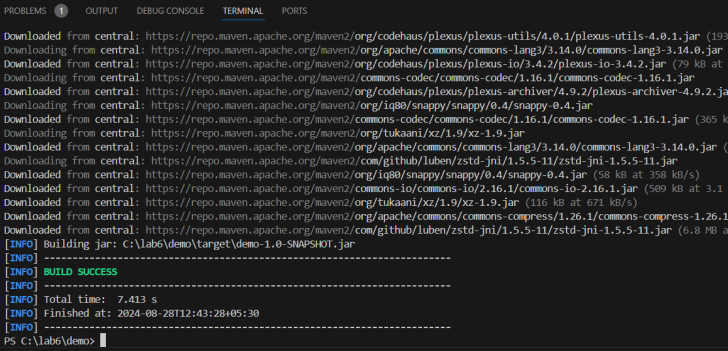 PROBLEMS 1 OUTPUT DEBUG CONSOLE TERMINAL PORTS
Downloaded from central: https://repo.maven.apache.org/maven2/org/codehaus/plexus/plexus-utils/4.0.1/plexus-utils-4.0.1.jar (193
Downloading from central: https://repo.maven.apache.org/maven2/org/apache/commons/commons-lang3/3.14.0/commons-lang3-3.14.0.jar
Downloaded from central: https://repo.maven.apache.org/maven2/org/codehaus/plexus/plexus-io/3.4.2/plexus-io-3.4.2.jar (79 kB at
Downloading from central: https://repo.maven.apache.org/maven2/commons-codec/commons-codec/1.16.1/commons-codec-1.16.1.jar
Downloaded from central: https://repo.maven.apache.org/maven2/org/codehaus/plexus/plexus-archiver/4.9.2/plexus-archiver-4.9.2.ja
Downloading from central: https://repo.maven.apache.org/maven2/org/iq80/snappy/snappy/0.4/snappy-0.4.jar
Downloaded from central: https://repo.maven.apache.org/maven2/commons-codec/commons-codec/1.16.1/commons-codec-1.16.1.jar (365 k
Downloading from central: https://repo.maven.apache.org/maven2/org/tukaani/xz/1.9/xz-1.9.jar
Downloaded from central: https://repo.maven.apache.org/maven2/org/apache/commons/commons-lang3/3.14.0/commons-lang3-3.14.0.jar (
Downloading from central: https://repo.maven.apache.org/maven2/com/github/luben/zstd-jni/1.5.5-11/zstd-jni-1.5.5-11.jar
Downloaded from central: https://repo.maven.apache.org/maven2/org/iq80/snappy/snappy/0.4/snappy-0.4.jar (58 kB at 358 kB/s)
Downloaded from central: https://repo.maven.apache.org/maven2/commons-io/commons-io/2.16.1/commons-io-2.16.1.jar (509 kB at 3.1
Downloaded from central: https://repo.maven.apache.org/maven2/org/tukaani/xz/1.9/xz-1.9.jar (116 kB at 671 kB/s)
Downloaded from central: https://repo.maven.apache.org/maven2/org/apache/commons/commons-compress/1.26.1/commons-compress-1.26.1
Downloaded from central: https://repo.maven.apache.org/maven2/com/github/luben/zstd-jni/1.5.5-11/zstd-jni-1.5.5-11.jar (6.8 MB a
[INFO] Building jar: C:\lab6\demo\target\demo-1.0-SNAPSHOT.jar
[INFO] ------------------------------------------------------------------------
[INFO] BUILD SUCCESS
[INFO] ------------------------------------------------------------------------
[INFO] Total time:  7.413 s
[INFO] Finished at: 2024-08-28T12:43:28+05:30
[INFO] ------------------------------------------------------------------------
PS C:\lab6\demo>